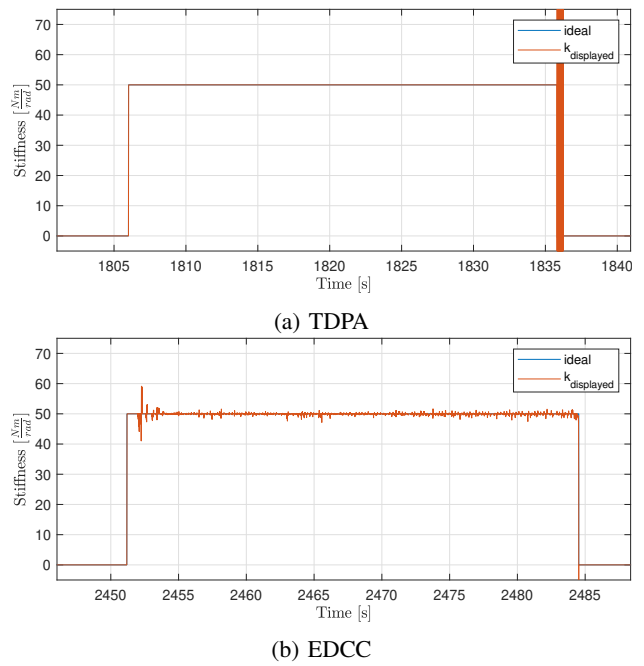 70
60
50
40
30
20
10
0
Stiffness [Nm/rad]
ideal
k_displayed
1805 1810 1815 1820 1825 1830 1835 1840
Time [s]
(a) TDPA
70
60
50
40
30
20
10
0
Stiffness [Nm/rad]
ideal
k_displayed
2450 2455 2460 2465 2470 2475 2480 2485
Time [s]
(b) EDCC